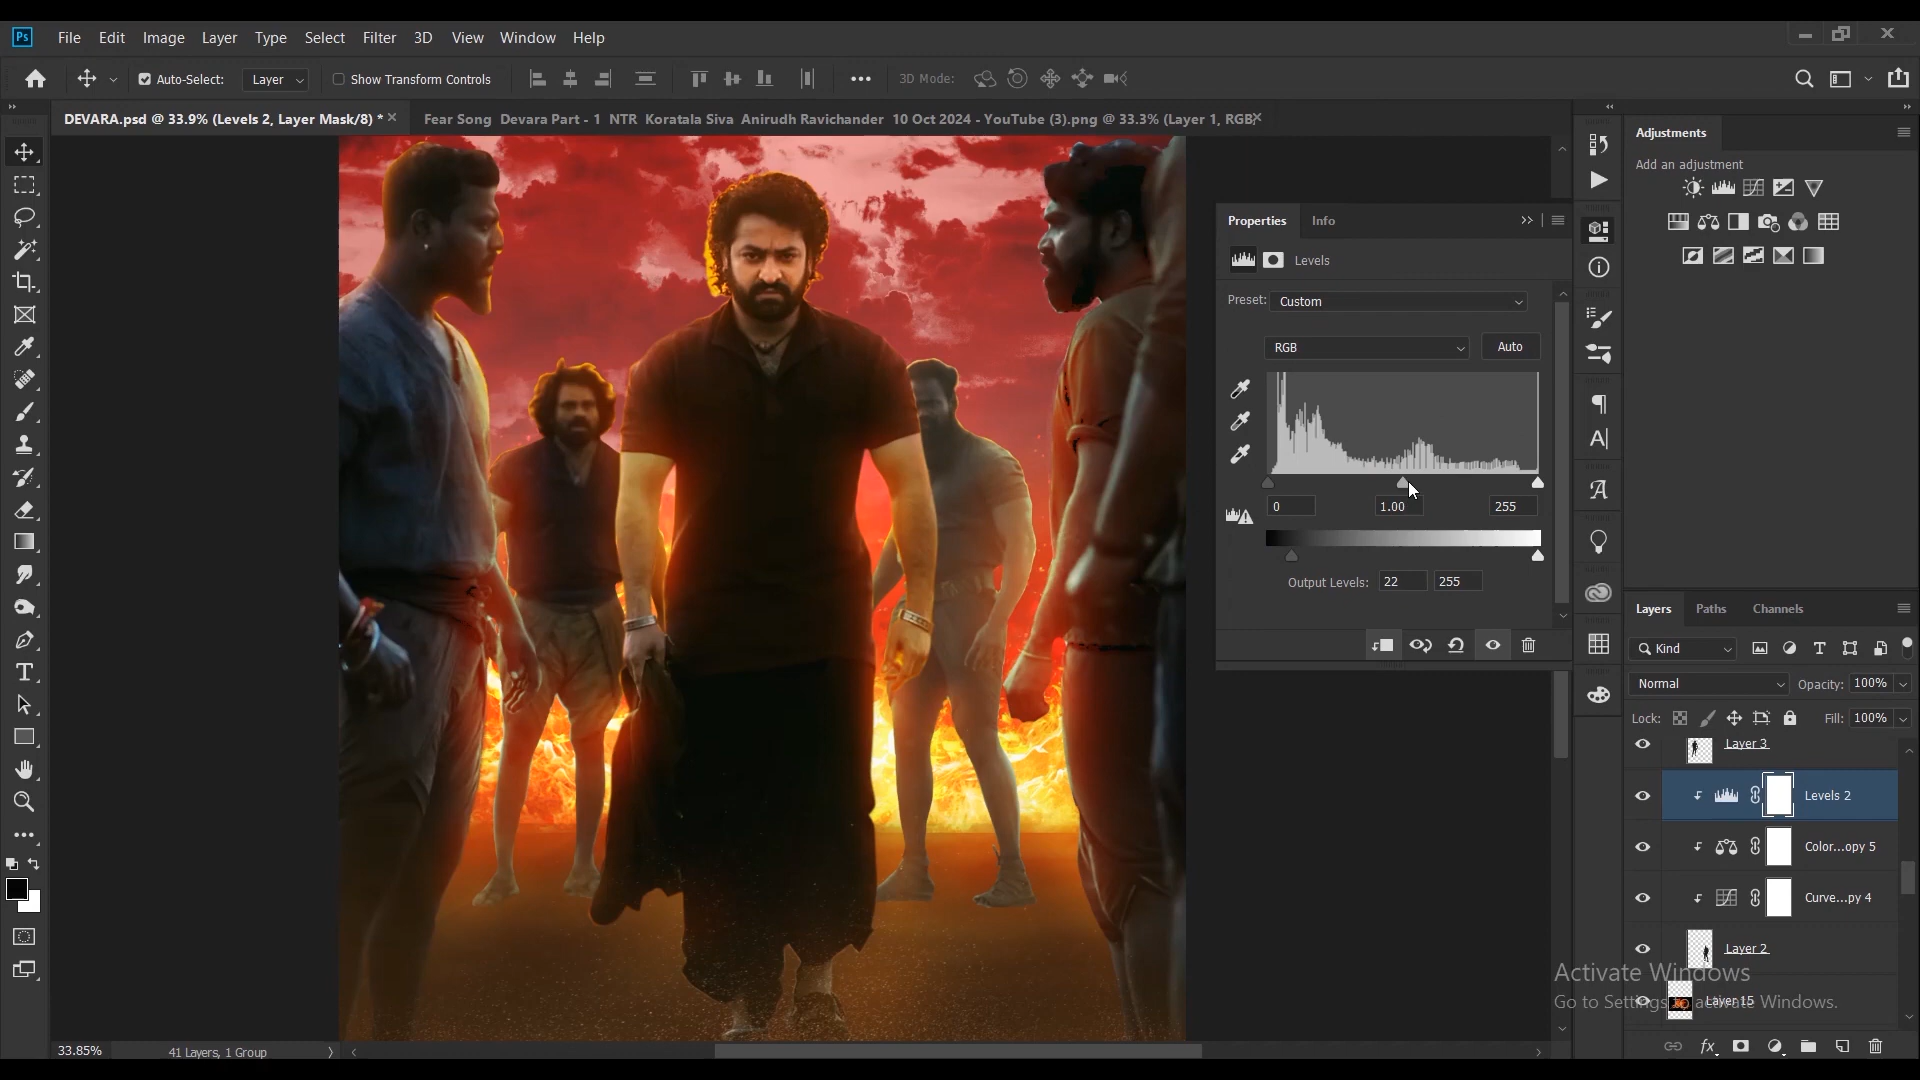 Ps File Edit Image Layer Type Select Filter 3D View Window Help
Auto-Select: Layer Show Transform Controls 3D Mode:
DEVARA.psd @ 33.9% (Levels 2, Layer Mask/8) * Fear Song Devara Part - 1 NTR Koratala Siva Anirudh Ravichander 10 Oct 2024 - YouTube (3).png @ 33.3% (Layer 1, RGB
Adjustments
Add an adjustment
Properties Info
Levels
Preset: Custom
RGB Auto
0 1.00 255
Output Levels: 22 255
Layers Paths Channels
Kind
Normal Opacity: 100%
Lock: Fill: 100%
Layer 3
Levels 2
Color...opy 5
Curve...py 4
Layer 2
Layer 15
Activate Windows
Go to Settings to activate Windows.
33.85% 41 Layers, 1 Group